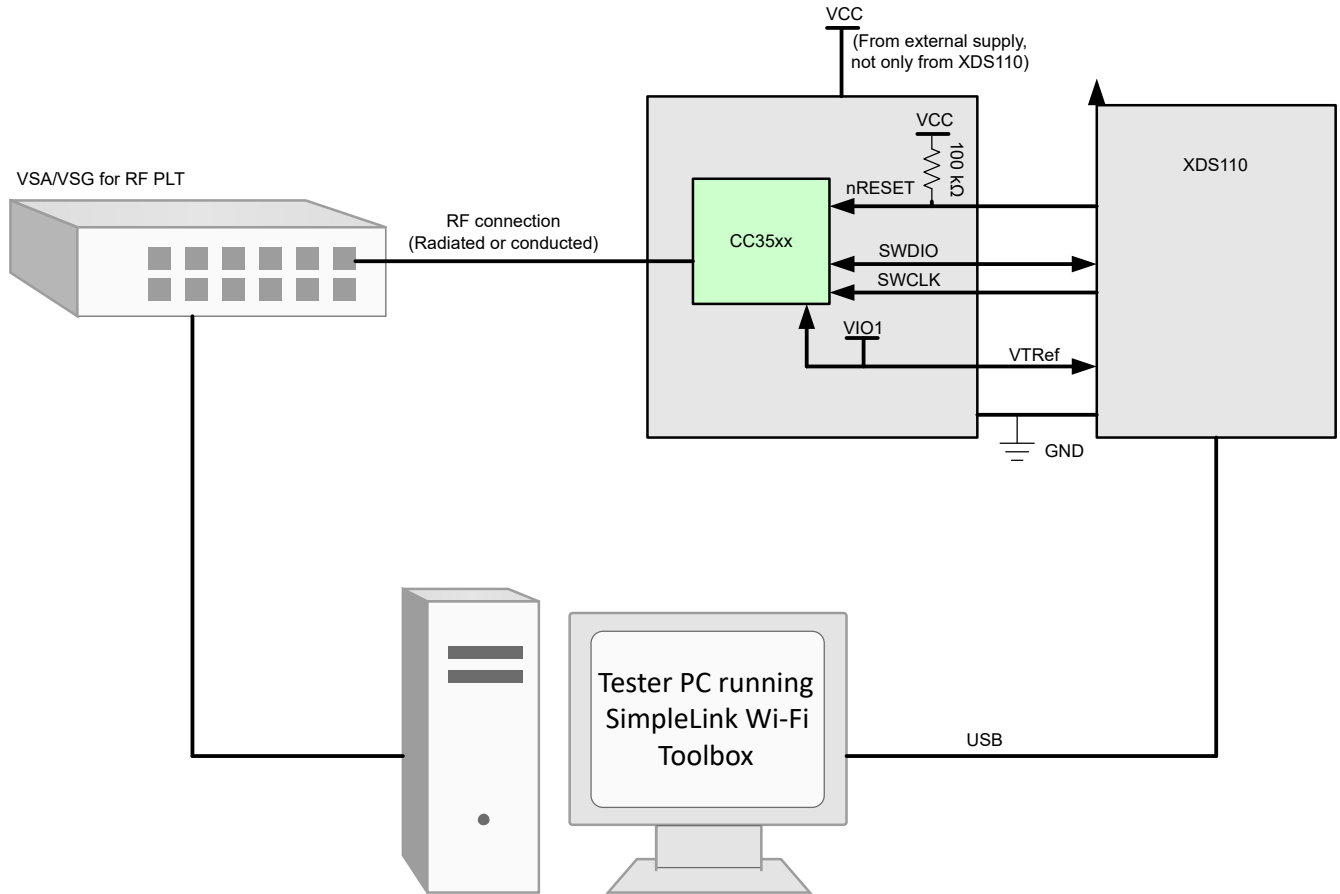 VCC
(From external supply,
not only from XDS110)
VCC
100 kΩ
XDS110
VSA/VSG for RF PLT
nRESET
RF connection
(Radiated or conducted)
CC35xx
SWDIO
SWCLK
VIO1
VTRef
GND
Tester PC running
SimpleLink Wi-Fi
Toolbox
USB